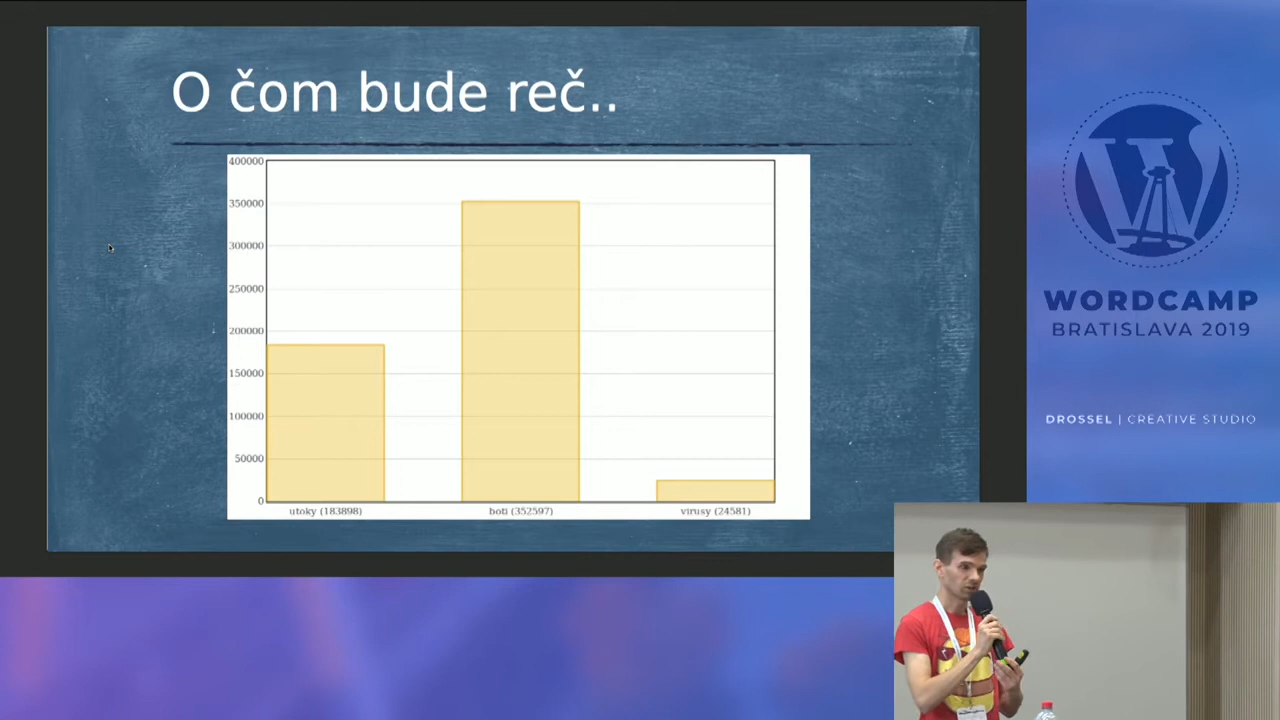 O čom bude reč..
400000
350000
300000
250000
200000
150000
100000
50000
0
utoky (183898)
boti (352597)
virusy (24581)
WORDCAMP
BRATISLAVA 2019
DROSSEL | CREATIVE STUDIO